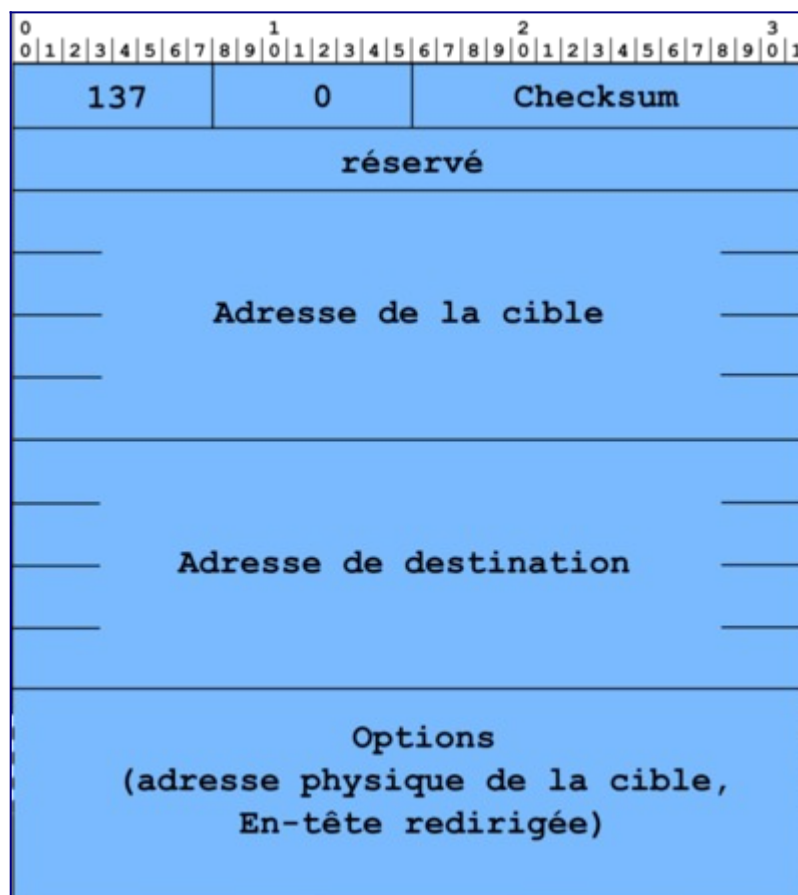 0 1 2 3
0 1 2 3 4 5 6 7 8 9 0 1 2 3 4 5 6 7 8 9 0 1 2 3 4 5 6 7 8 9 0 1
137 0 Checksum
réservé
Adresse de la cible
Adresse de destination
Options
(adresse physique de la cible,
En-tête redirigée)